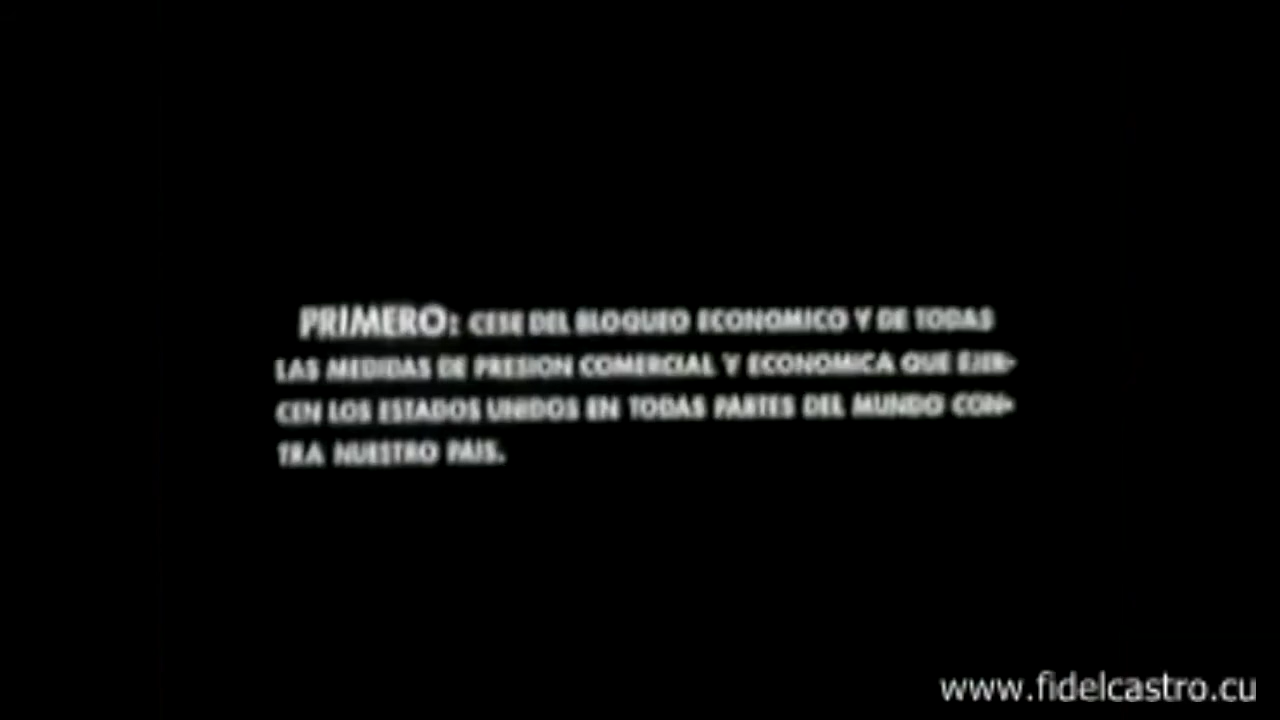 PRIMERO: CESE DEL BLOQUEO ECONOMICO Y DE TODAS
LAS MEDIDAS DE PRESION COMERCIAL Y ECONOMICA QUE EJER-
CEN LOS ESTADOS UNIDOS EN TODAS PARTES DEL MUNDO CON-
TRA NUESTRO PAIS.
www.fidelcastro.cu